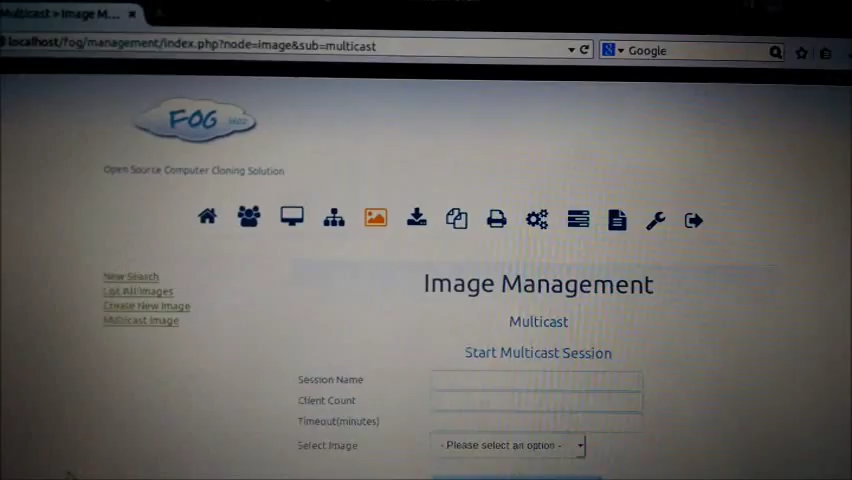 Multicast > Image M...
localhost/fog/management/index.php?node=image&sub=multicast
Google
FOG
Open Source Computer Cloning Solution
New Search
List All Images
Create New Image
Multicast Image
Image Management
Multicast
Start Multicast Session
Session Name
Client Count
Timeout(minutes)
Select Image
- Please select an option -